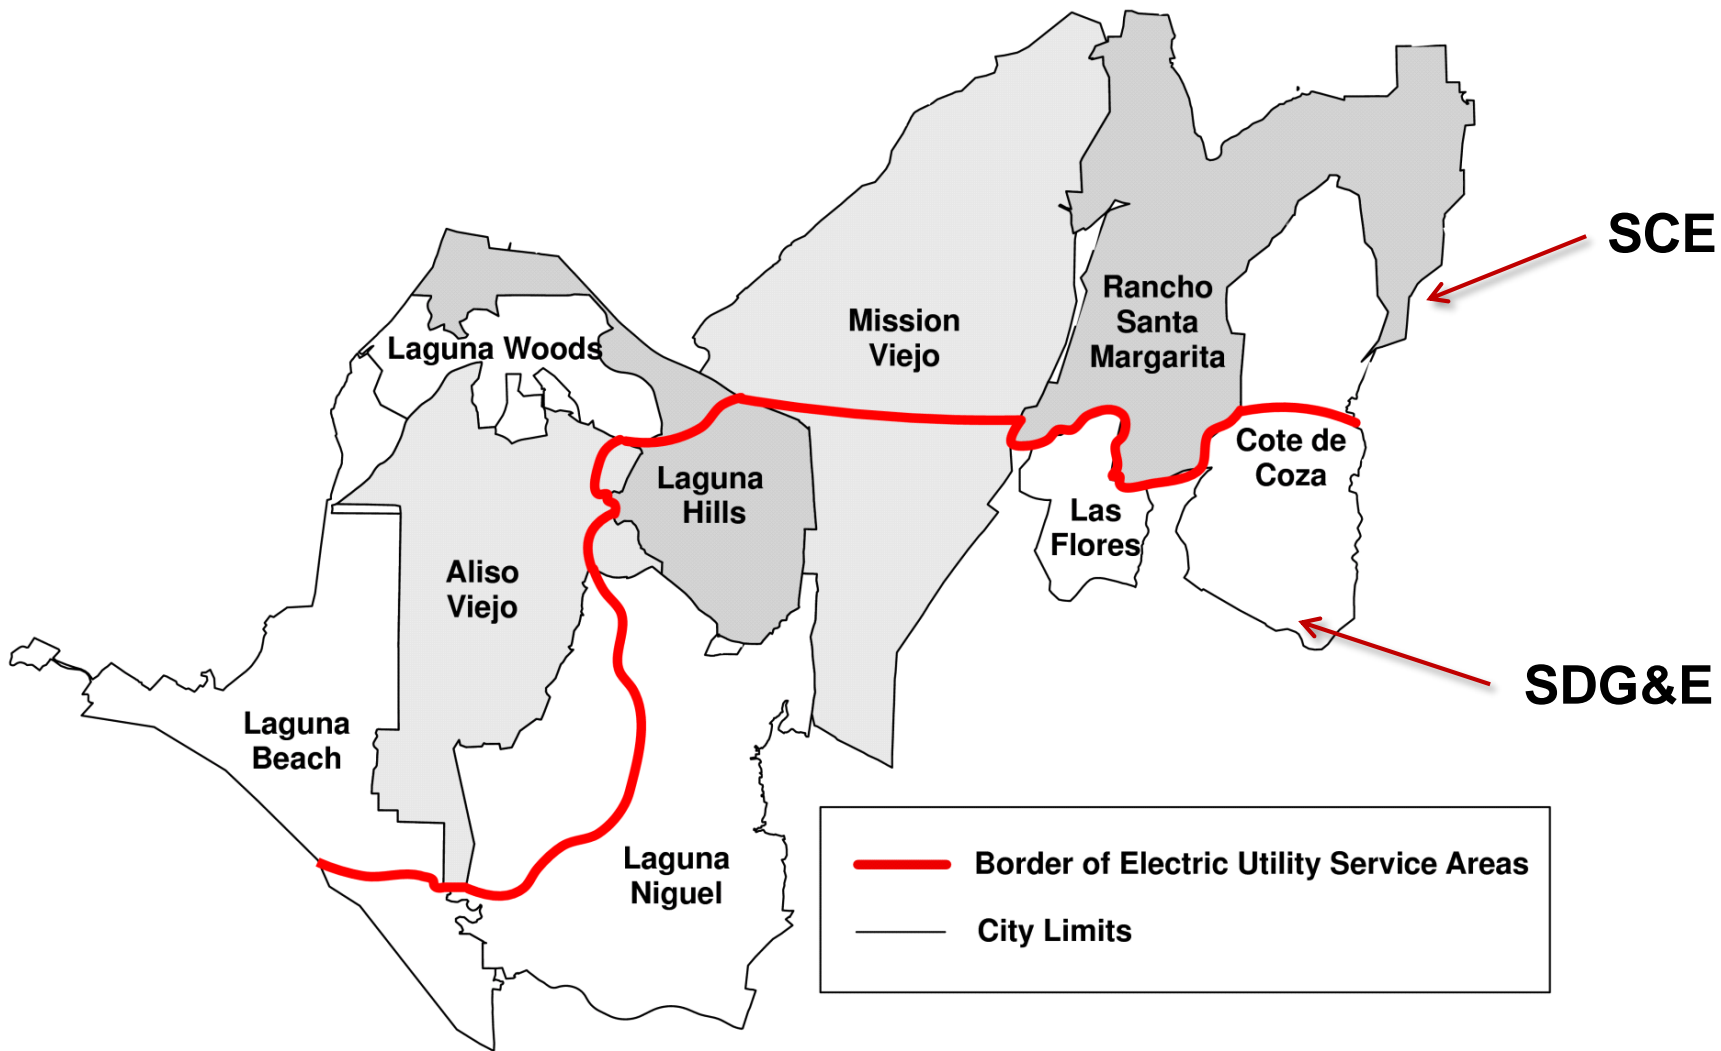 SCE
Rancho
Santa
Margarita
Mission
Viejo
Laguna Woods
Cote de
Coza
Laguna
Hills
Las
Flores
Aliso
Viejo
SDG&E
Laguna
Beach
Laguna
Niguel
Border of Electric Utility Service Areas
City Limits